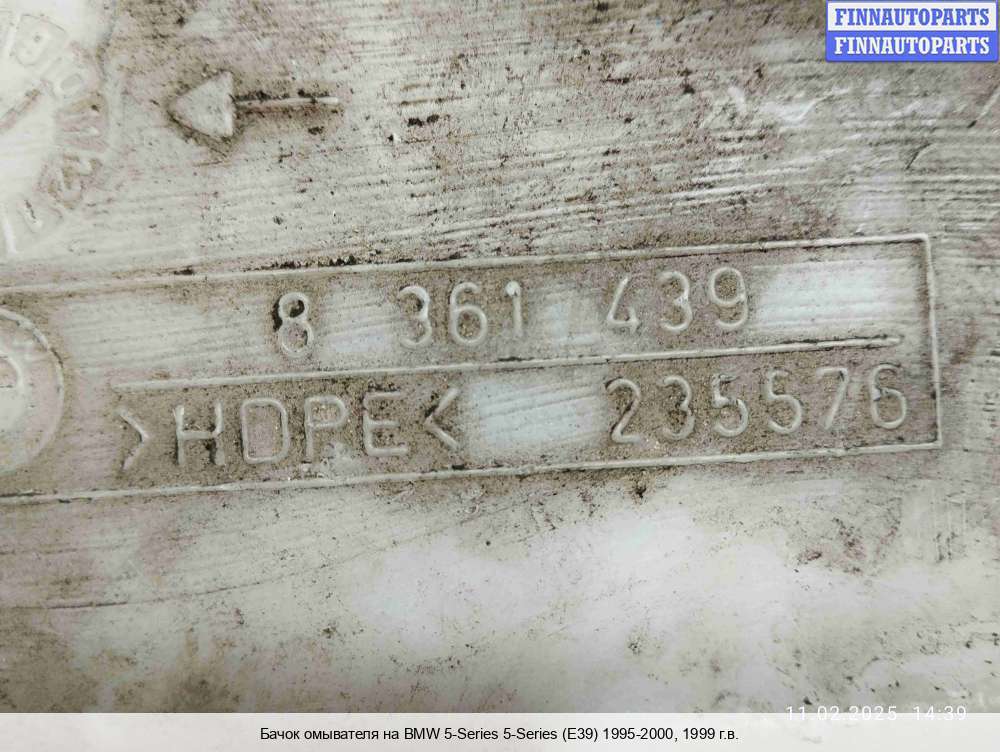 FINNAUTOPARTS
FINNAUTOPARTS
8 361 439
>HDPE< 235576
11.02.2025 14:39
Бачок омывателя на BMW 5-Series 5-Series (E39) 1995-2000, 1999 г.в.